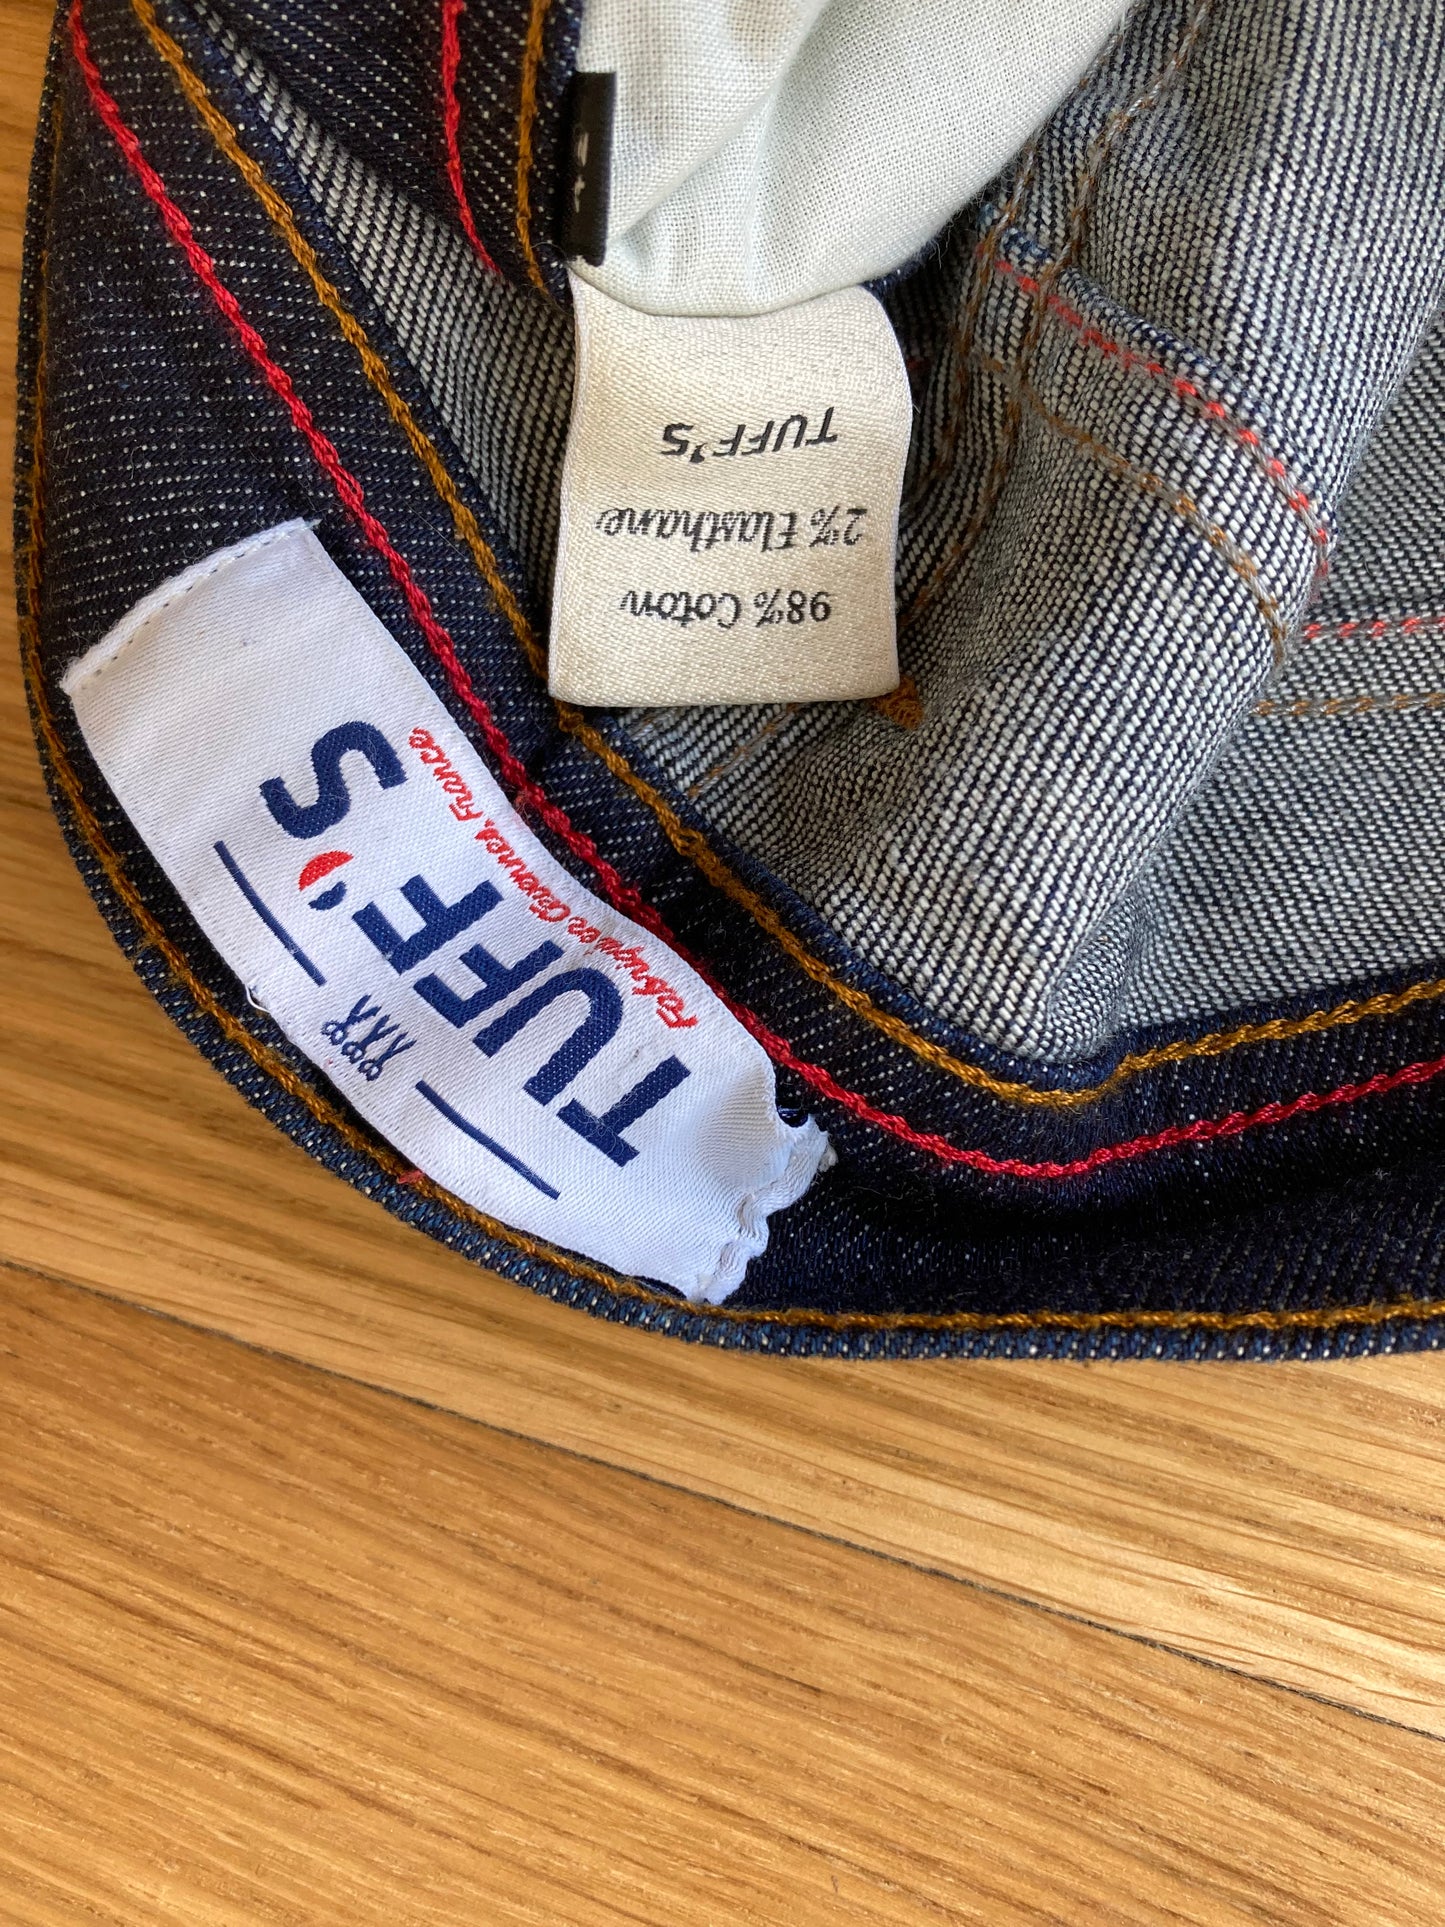 98% Coton
2% Elasthane
TUFF'S
TUFF'S
Fabriqué en Cévennes, France